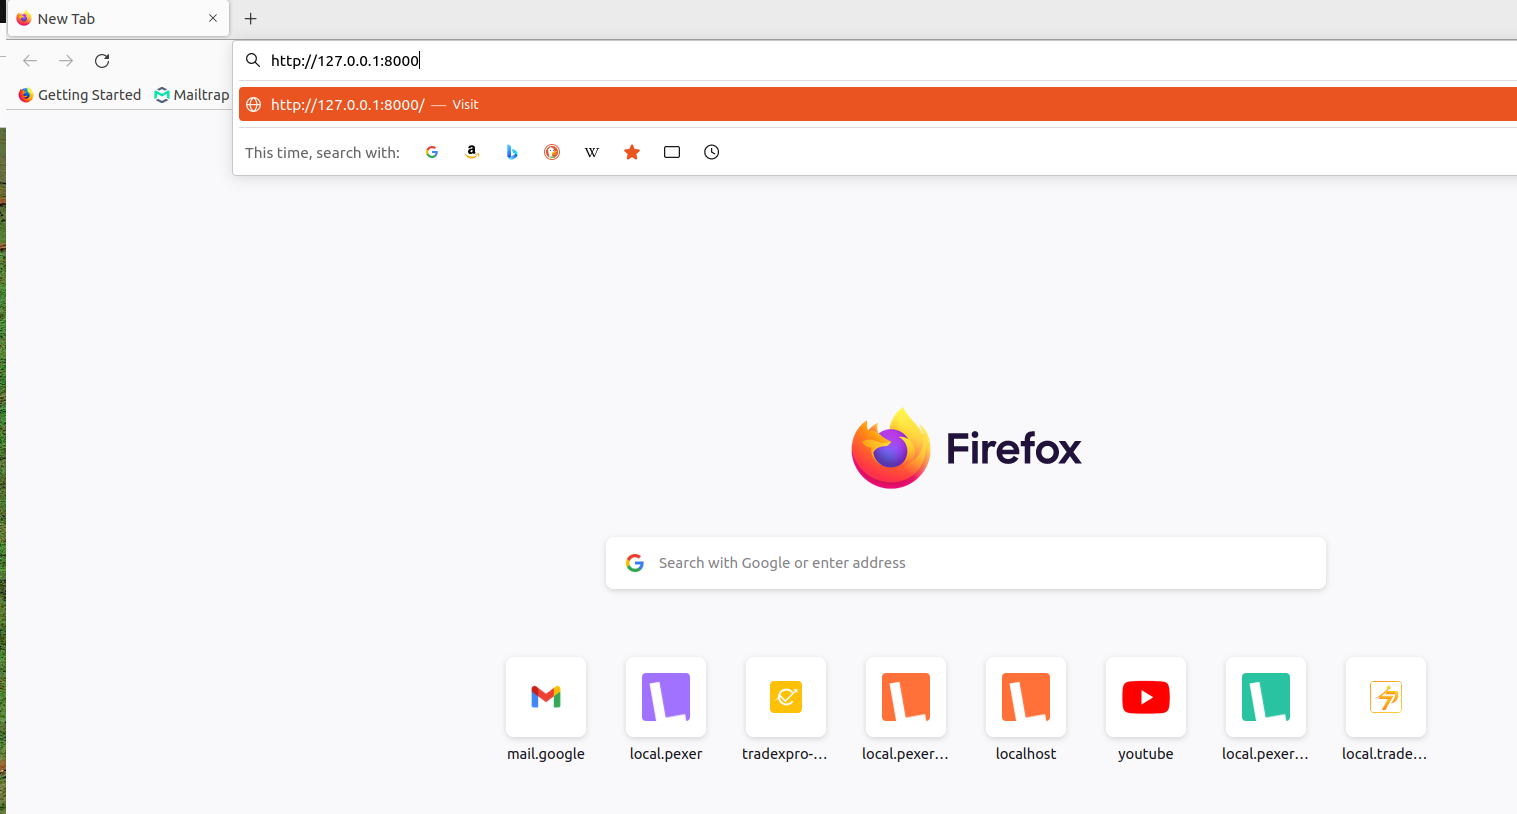 New Tab
http://127.0.0.1:8000
Getting Started
Mailtrap
http://127.0.0.1:8000/ — Visit
This time, search with:
Firefox
Search with Google or enter address
mail.google
local.pexer
tradexpro-...
local.pexer...
localhost
youtube
local.pexer...
local.trade...